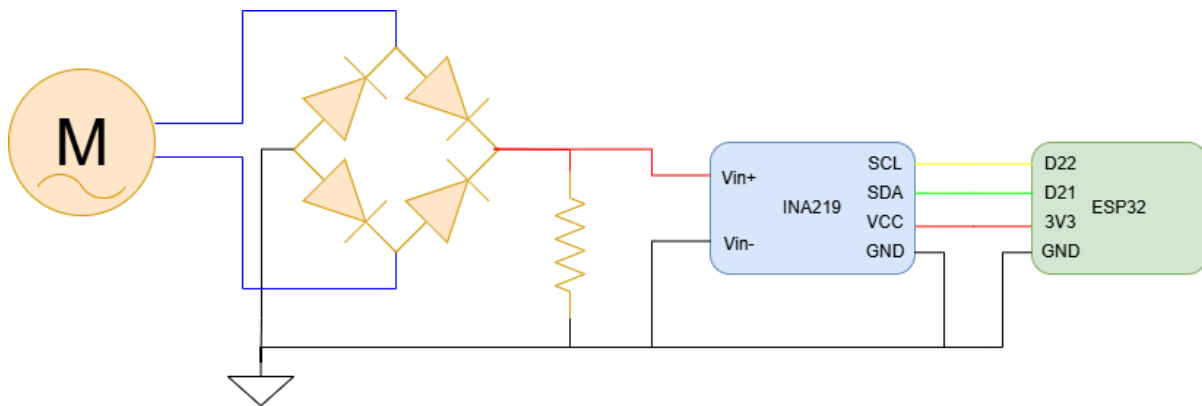 M
Vin+
Vin-
INA219
SCL
SDA
VCC
GND
D22
D21
3V3
GND
ESP32